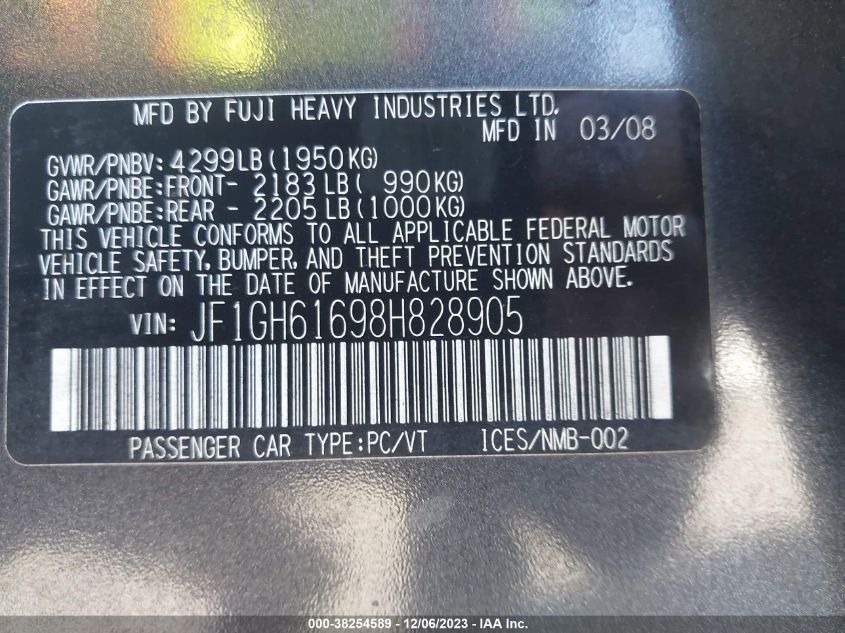 MFD BY FUJI HEAVY INDUSTRIES LTD.
MFD IN 03/08
GVWR/PNBV: 4299LB(1950KG)
GAWR/PNBE:FRONT- 2183 LB( 990KG)
GAWR/PNBE:REAR - 2205 LB(1000KG)
THIS VEHICLE CONFORMS TO ALL APPLICABLE FEDERAL MOTOR
VEHICLE SAFETY, BUMPER, AND THEFT PREVENTION STANDARDS
IN EFFECT ON THE DATE OF MANUFACTURE SHOWN ABOVE.
VIN: JF1GH61698H828905
PASSENGER CAR TYPE:PC/VT ICES/NMB-002
000-38254589 - 12/06/2023 - IAA Inc.